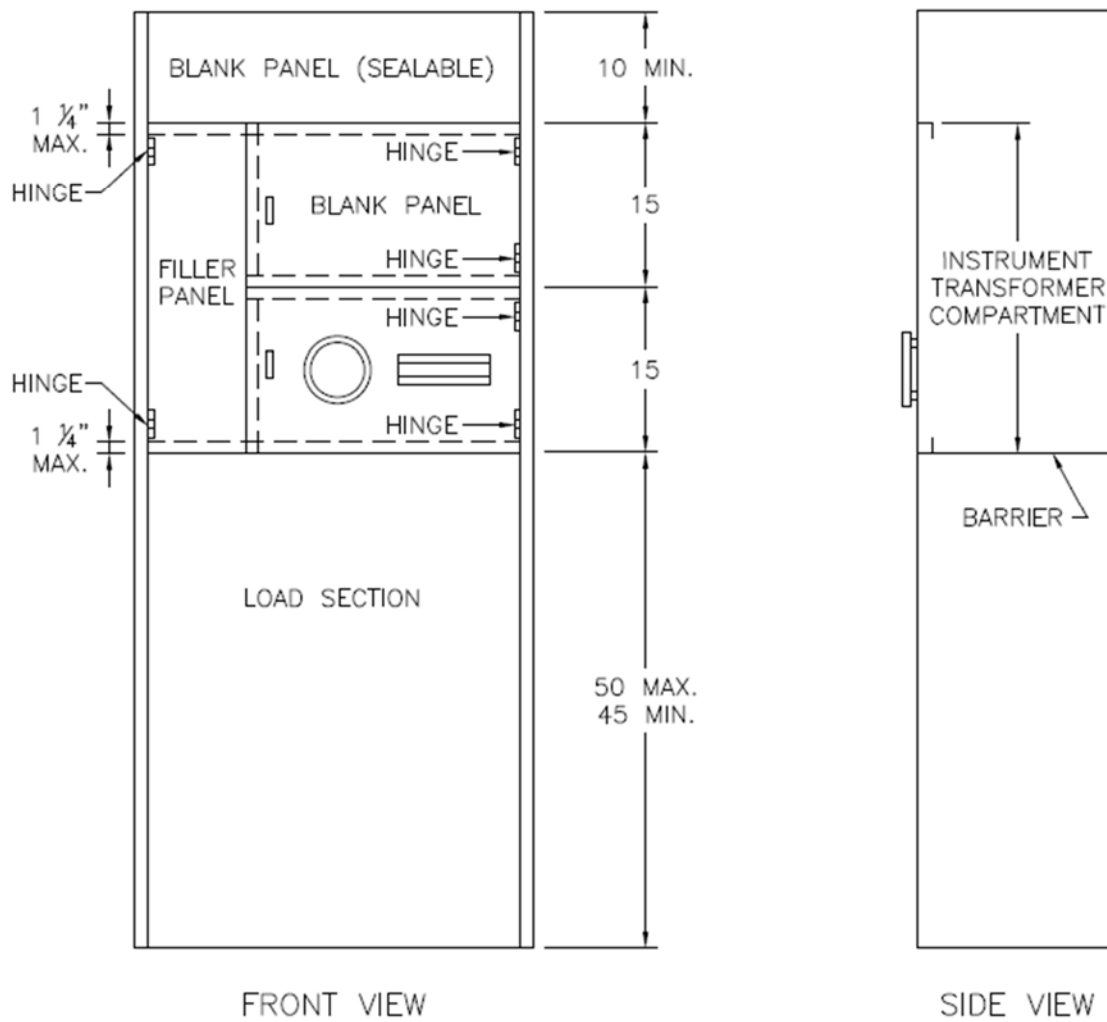 BLANK PANEL (SEALABLE)
10 MIN.
1 ¼"
MAX.
HINGE
HINGE
BLANK PANEL
15
HINGE
FILLER
PANEL
INSTRUMENT
TRANSFORMER
COMPARTMENT
HINGE
15
HINGE
HINGE
1 ¼"
MAX.
BARRIER
LOAD SECTION
50 MAX.
45 MIN.
FRONT VIEW
SIDE VIEW